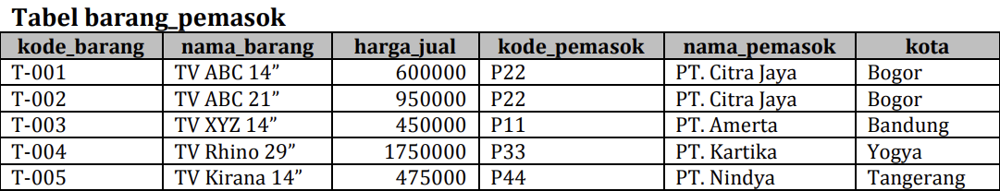 Tabel barang_pemasok
kode_barang nama_barang harga_jual kode_pemasok nama_pemasok kota
T-001 TV ABC 14” 600000 P22 PT. Citra Jaya Bogor
T-002 TV ABC 21” 950000 P22 PT. Citra Jaya Bogor
T-003 TV XYZ 14” 450000 P11 PT. Amerta Bandung
T-004 TV Rhino 29” 1750000 P33 PT. Kartika Yogya
T-005 TV Kirana 14” 475000 P44 PT. Nindya Tangerang